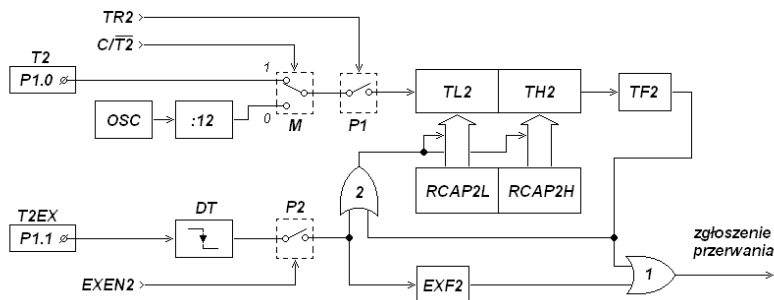 TR2
C/T̅2̅
T2
P1.0
1
OSC
:12
0
M
P1
TL2
TH2
TF2
2
RCAP2L
RCAP2H
T2EX
P1.1
DT
P2
EXEN2
EXF2
1
zgłoszenie
przerwania